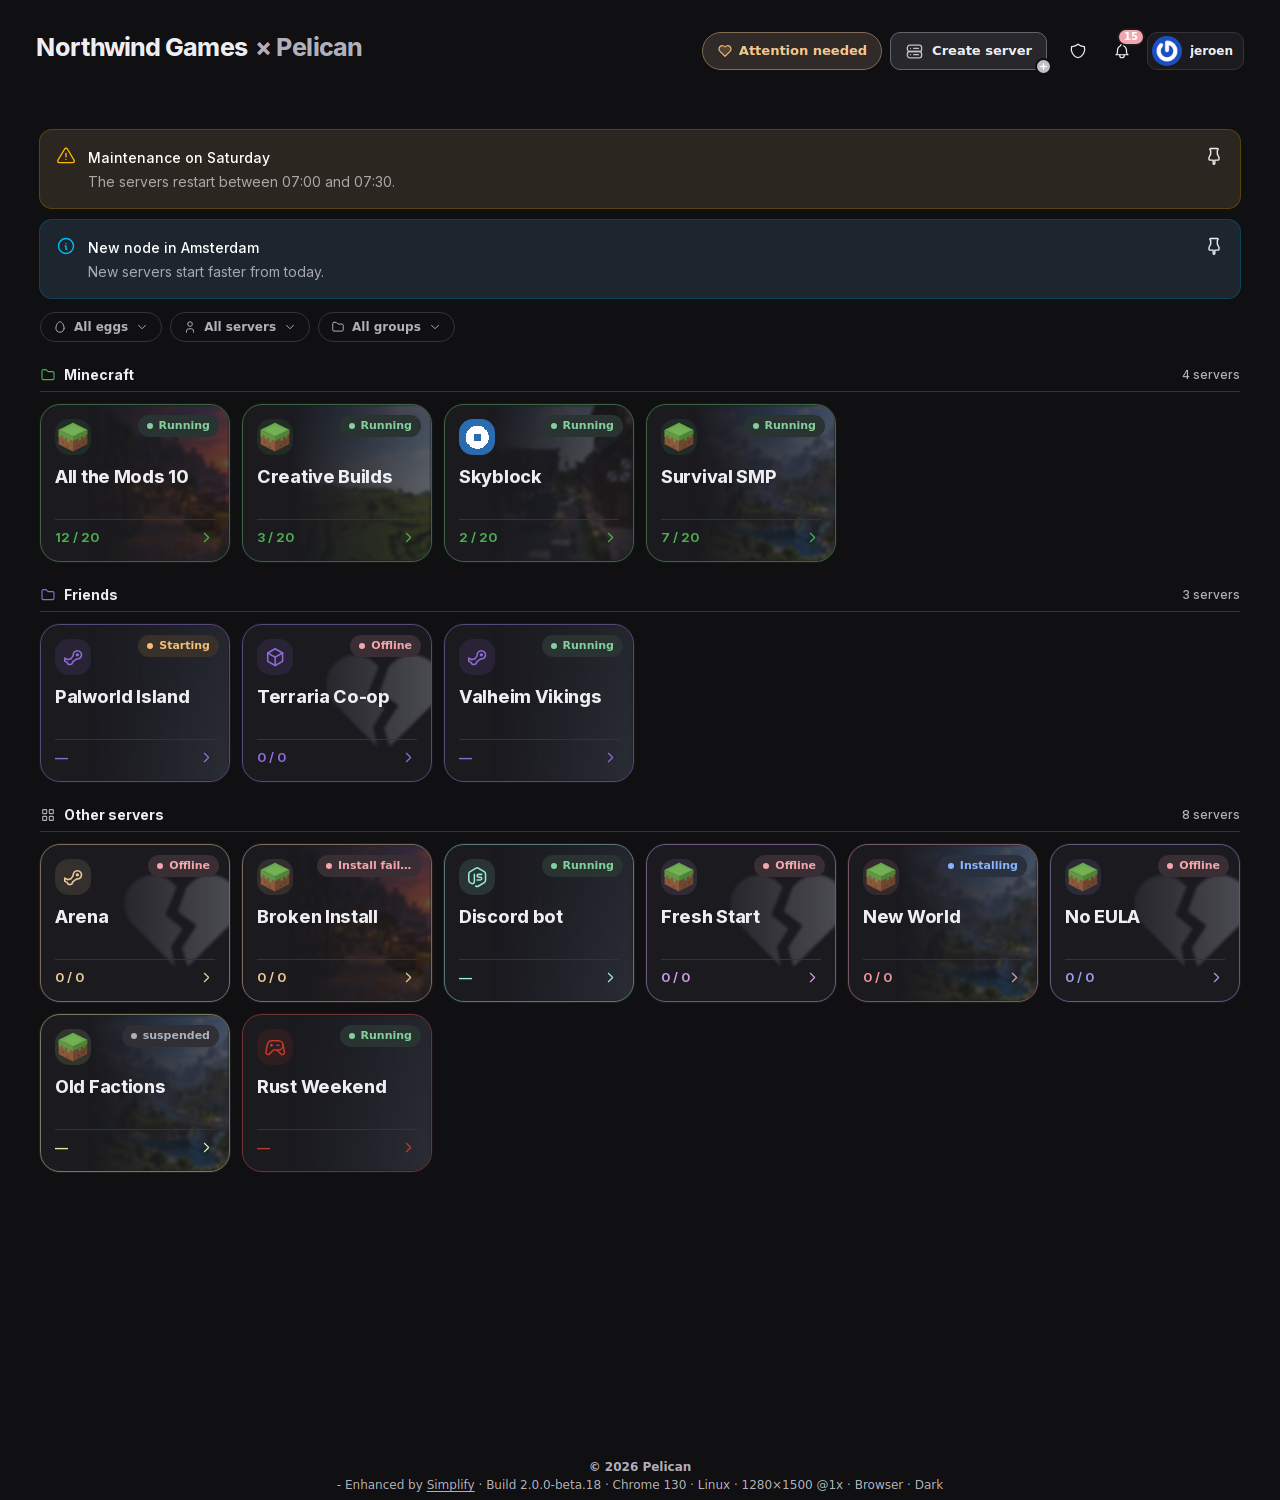 Northwind Games × Pelican
Attention needed
Create server
15
jeroen
Maintenance on Saturday
The servers restart between 07:00 and 07:30.
New node in Amsterdam
New servers start faster from today.
All eggs
All servers
All groups
Minecraft
4 servers
Running
All the Mods 10
12 / 20
Running
Creative Builds
3 / 20
Running
Skyblock
2 / 20
Running
Survival SMP
7 / 20
Friends
3 servers
Starting
Palworld Island
—
Offline
Terraria Co-op
0 / 0
Running
Valheim Vikings
—
Other servers
8 servers
Offline
Arena
0 / 0
Install fail...
Broken Install
0 / 0
Running
Discord bot
—
Offline
Fresh Start
0 / 0
Installing
New World
0 / 0
Offline
No EULA
0 / 0
suspended
Old Factions
—
Running
Rust Weekend
—
© 2026 Pelican
- Enhanced by Simplify · Build 2.0.0-beta.18 · Chrome 130 · Linux · 1280×1500 @1x · Browser · Dark